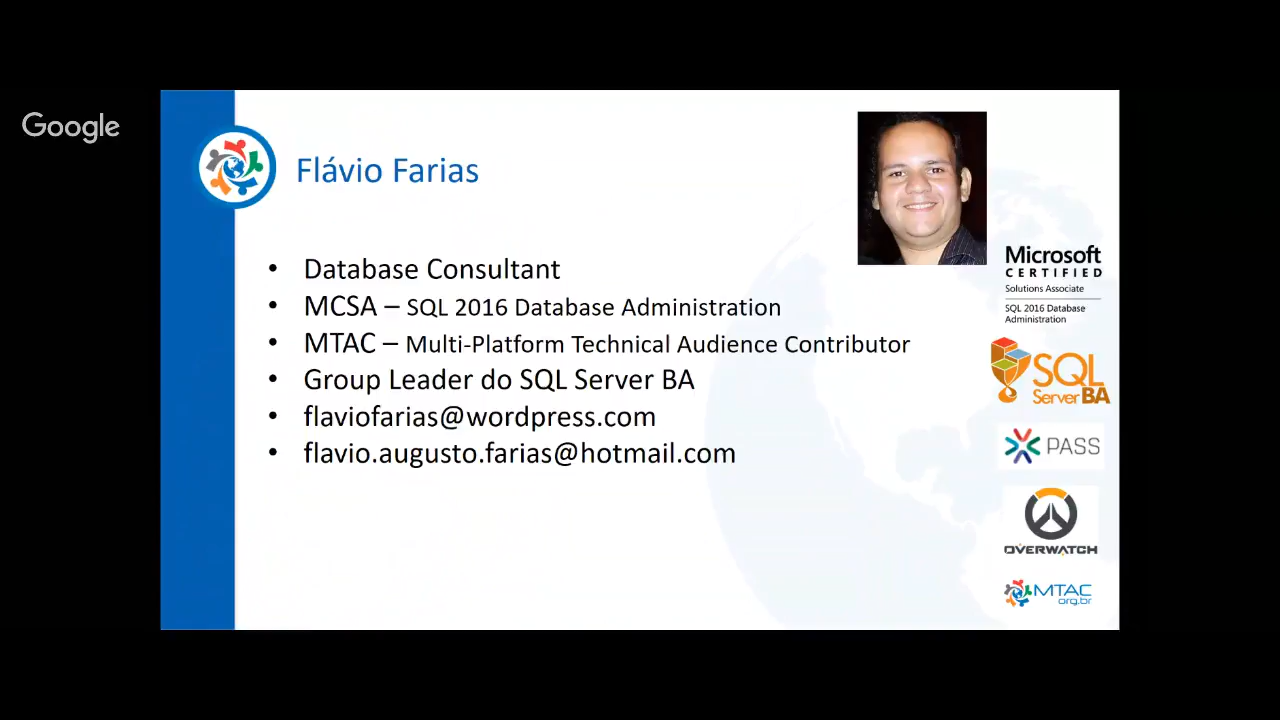 Google
Flávio Farias
• Database Consultant
• MCSA – SQL 2016 Database Administration
• MTAC – Multi-Platform Technical Audience Contributor
• Group Leader do SQL Server BA
• flaviofarias@wordpress.com
• flavio.augusto.farias@hotmail.com
Microsoft
CERTIFIED
Solutions Associate
SQL 2016 Database
Administration
SQL
Server BA
PASS
OVERWATCH
MTAC
org.br